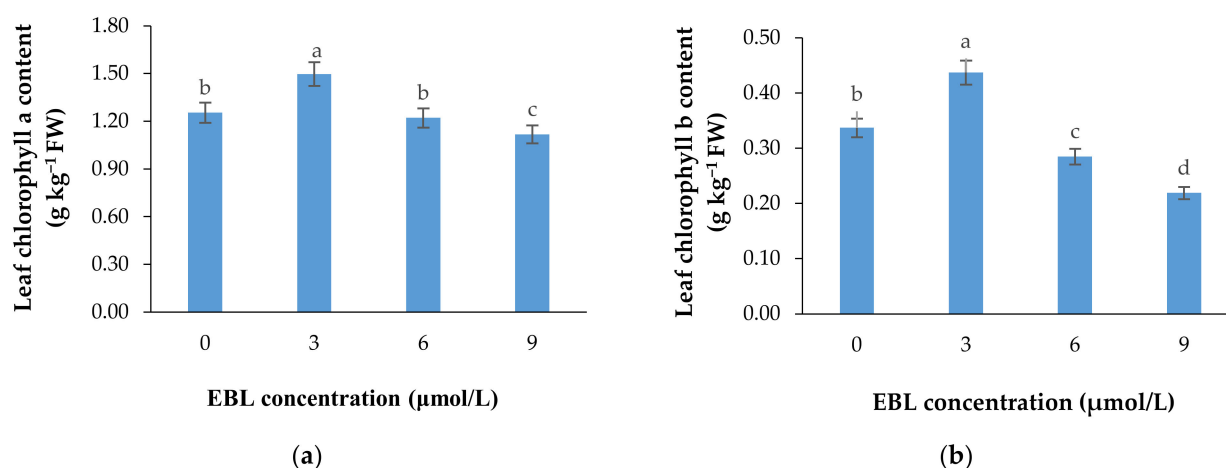 Leaf chlorophyll a content
(g kg⁻¹ FW)
1.80
1.50
1.20
0.90
0.60
0.30
0.00
b
a
b
c
0 3 6 9
EBL concentration (μmol/L)
(a)
Leaf chlorophyll b content
(g kg⁻¹ FW)
0.50
0.40
0.30
0.20
0.10
0.00
b
a
c
d
0 3 6 9
EBL concentration (μmol/L)
(b)